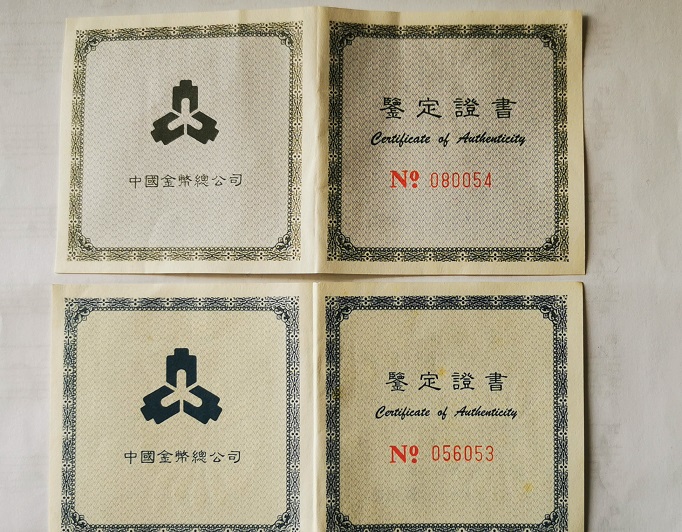 中國金幣總公司
鑒定證書
Certificate of Authenticity
Nº 080054
中國金幣總公司
鑒定證書
Certificate of Authenticity
Nº 056053